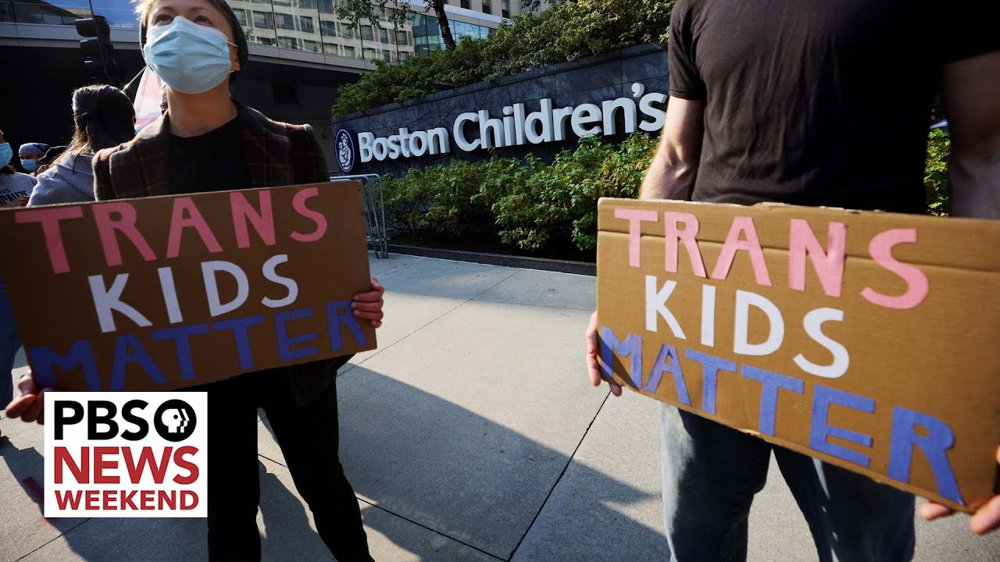 Boston Children's
TRANS
KIDS
MATTER
TRANS
KIDS
MATTER
PBS
NEWS
WEEKEND